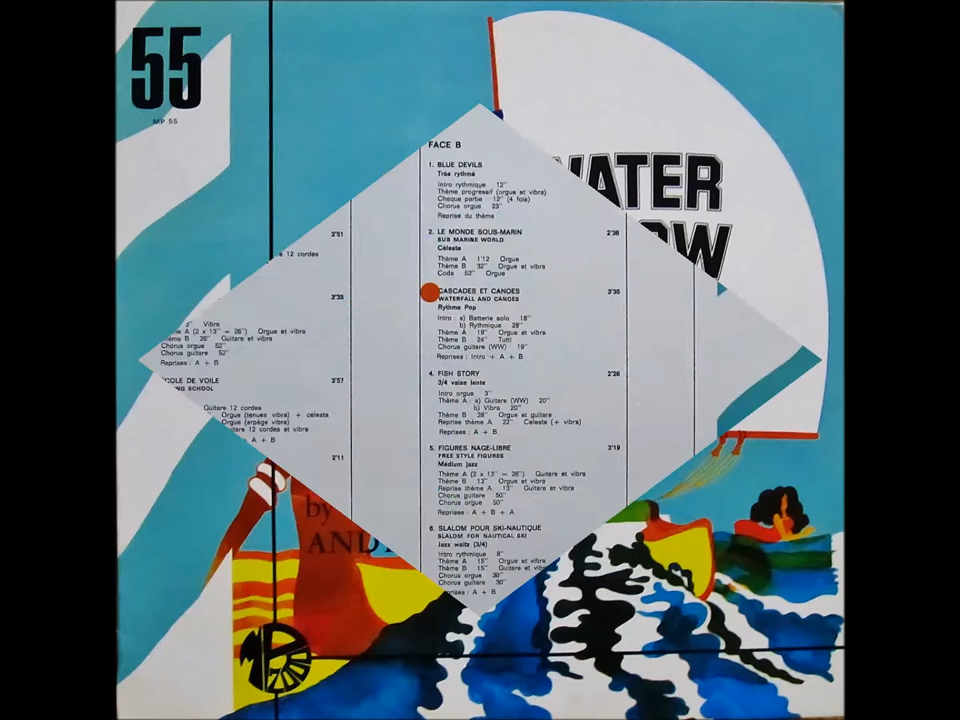 55
MP 55
WATER
by
FACE B
1. BLUE DEVILS
Très rythmé
Intro rythmique 12"
Thème progressif (orgue et vibra)
Chaque partie 12" (4 fois)
Chorus orgue 23"
Reprise du thème
2. LE MONDE SOUS-MARIN 2'36
SUB MARINE WORLD
Céleste
Thème A 1'12 Orgue
Thème B 32" Orgue et vibra
Coda 52" Orgue
CASCADES ET CANOES 3'35
WATERFALL AND CANOES
Rythme Pop
Intro : a) Batterie solo 18"
b) Rythmique 28"
Thème A 19" Orgue et vibra
Thème B 24" Tutti
Chorus guitare (WW) 19"
Reprises : Intro + A + B
4. FISH STORY 2'28
3/4 valse lente
Intro orgue 3"
Thème A : a) Guitare (WW) 20"
b) Vibra 20"
Thème B 28" Orgue et guitare
Reprise thème A 22" Celesta (+ vibra)
Reprises : A + B
5. FIGURES NAGE-LIBRE 3'19
FREE STYLE FIGURES
Médium jazz
Thème A (2 x 13" = 26") Guitare et vibra
Thème B 13" Orgue et vibra
Reprise thème A 13" Guitare et vibra
Chorus guitare 50"
Chorus orgue 50"
Reprises : A + B + A
6. SLALOM POUR SKI-NAUTIQUE
SLALOM FOR NAUTICAL SKI
Jazz waltz (3/4)
Intro rythmique 8"
Thème A 15" Orgue et vibra
Thème B 15" Guitare et vibra
Chorus orgue 30"
Chorus guitare 30"
A + B
2'51
12 cordes
3'35
3" Vibra
A (2 x 13" = 26") Orgue et vibra
Thème B 26" Guitare et vibra
Chorus orgue 52"
Chorus guitare 52"
Reprises : A + B
DE VOILE 3'57
SCHOOL
Guitare 12 cordes
Orgue (tenues vibra) + celesta
Orgue (arpège vibra)
12 cordes et vibra
+ A + B
2'11